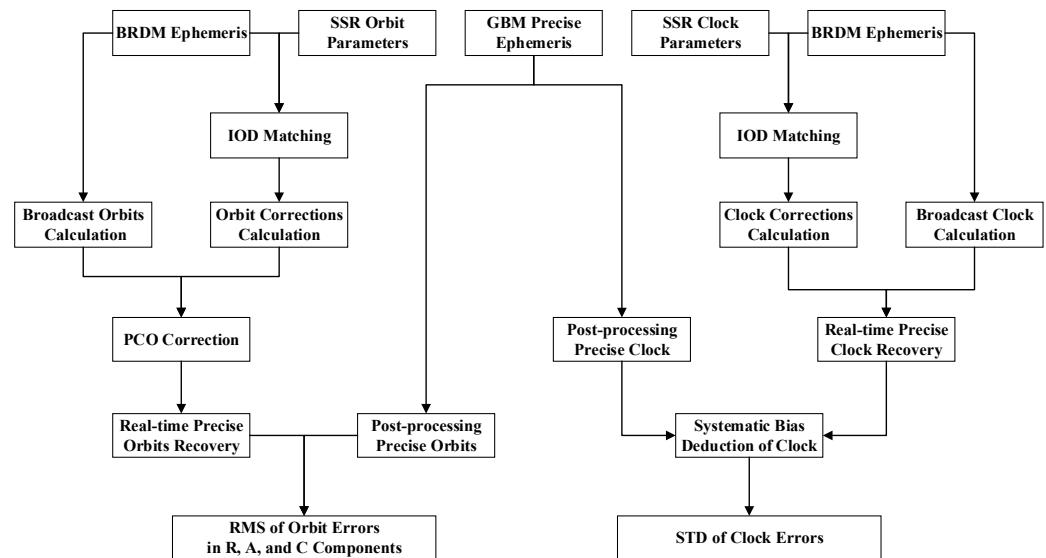 BRDM Ephemeris
SSR Orbit
Parameters
GBM Precise
Ephemeris
SSR Clock
Parameters
BRDM Ephemeris
IOD Matching
IOD Matching
Broadcast Orbits
Calculation
Orbit Corrections
Calculation
Clock Corrections
Calculation
Broadcast Clock
Calculation
PCO Correction
Post-processing
Precise Clock
Real-time Precise
Clock Recovery
Real-time Precise
Orbits Recovery
Post-processing
Precise Orbits
Systematic Bias
Deduction of Clock
RMS of Orbit Errors
in R, A, and C Components
STD of Clock Errors